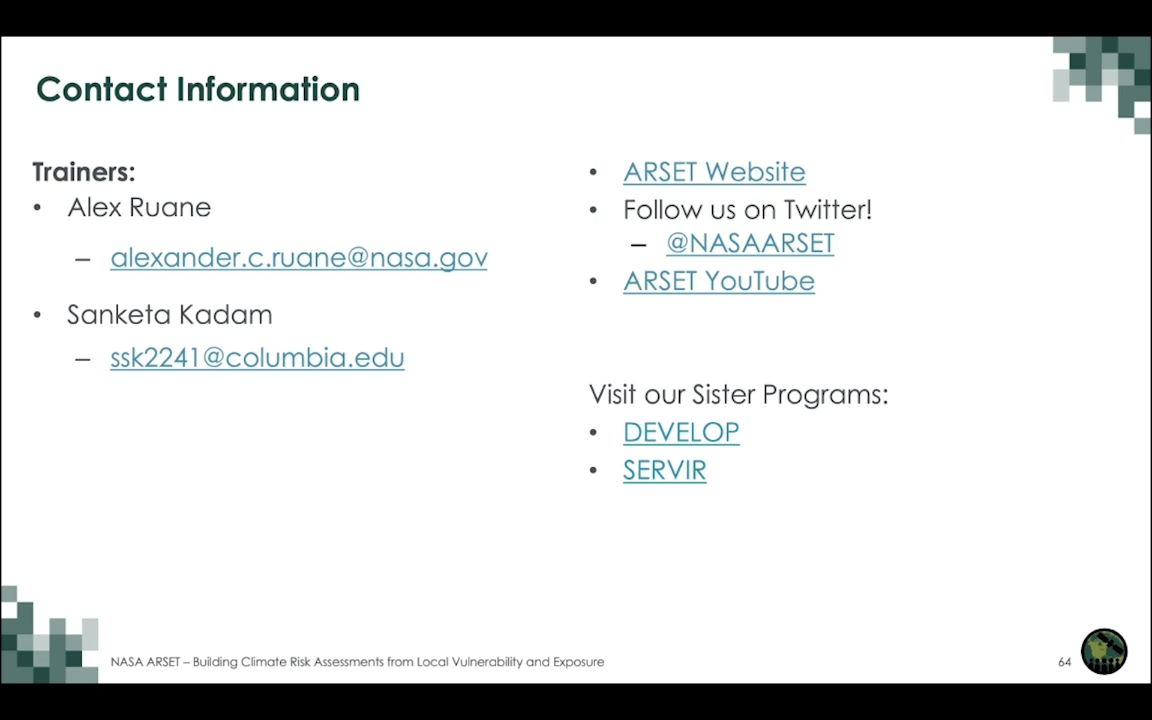 Contact Information
Trainers:
• Alex Ruane
– alexander.c.ruane@nasa.gov
• Sanketa Kadam
– ssk2241@columbia.edu
• ARSET Website
• Follow us on Twitter!
– @NASAARSET
• ARSET YouTube
Visit our Sister Programs:
• DEVELOP
• SERVIR
NASA ARSET – Building Climate Risk Assessments from Local Vulnerability and Exposure
64